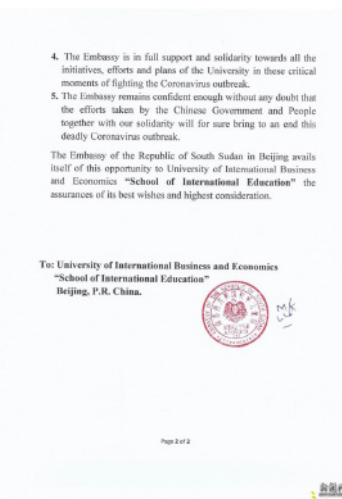 4. The Embassy is in full support and solidarity towards all the
initiatives, efforts and plans of the University in these critical
moments of fighting the Coronavirus outbreak.
5. The Embassy remains confident enough without any doubt that
the efforts taken by the Chinese Government and People
together with our solidarity will for sure bring to an end this
deadly Coronavirus outbreak.
The Embassy of the Republic of South Sudan in Beijing avails
itself of this opportunity to University of International Business
and Economics "School of International Education" the
assurances of its best wishes and highest consideration.
To: University of International Business and Economics
"School of International Education"
Beijing, P.R. China.
Page 2 of 2